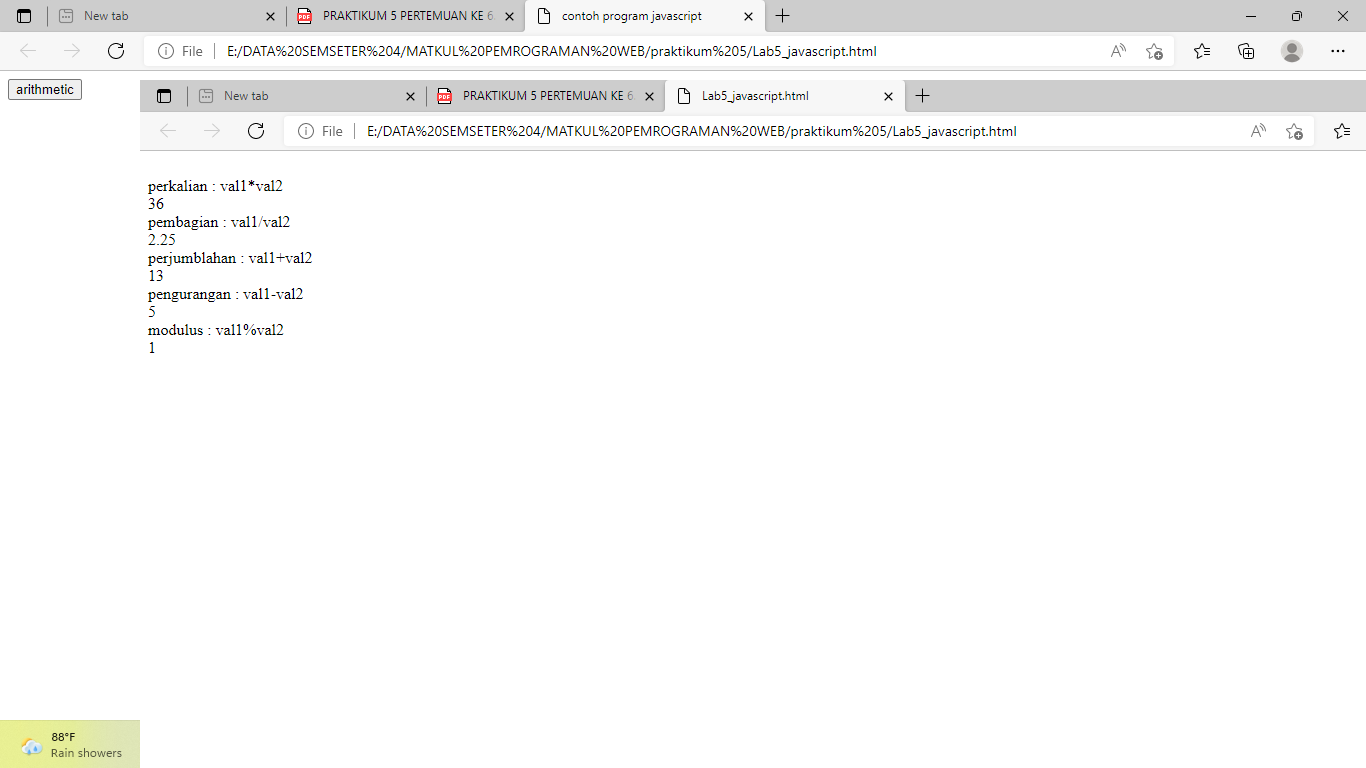 New tab
PRAKTIKUM 5 PERTEMUAN KE 6.
contoh program javascript
File
E:/DATA%20SEMSETER%204/MATKUL%20PEMROGRAMAN%20WEB/praktikum%205/Lab5_javascript.html
arithmetic
New tab
PRAKTIKUM 5 PERTEMUAN KE 6.
Lab5_javascript.html
File
E:/DATA%20SEMSETER%204/MATKUL%20PEMROGRAMAN%20WEB/praktikum%205/Lab5_javascript.html
perkalian : val1*val2
36
pembagian : val1/val2
2.25
perjumblahan : val1+val2
13
pengurangan : val1-val2
5
modulus : val1%val2
1
88°F
Rain showers